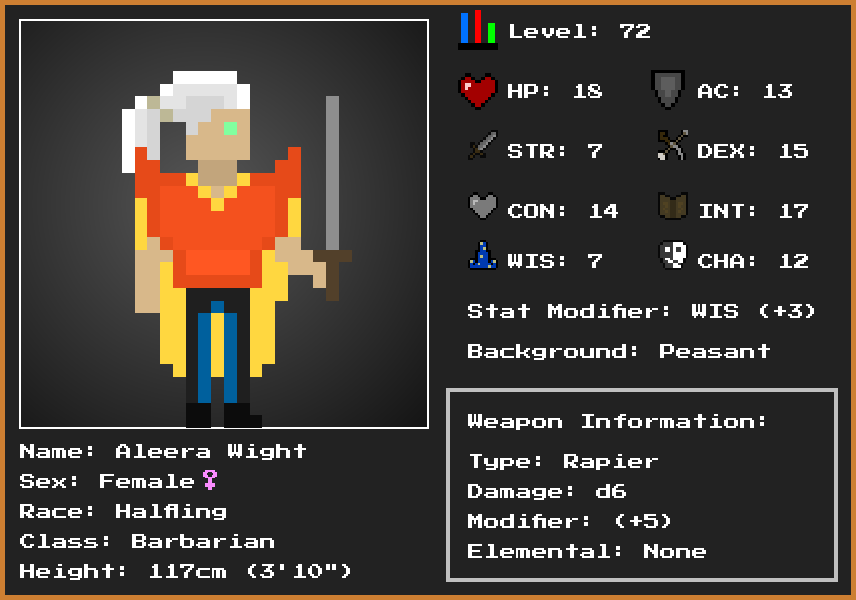 Level: 72
HP: 18
AC: 13
STR: 7
DEX: 15
CON: 14
INT: 17
WIS: 7
CHA: 12
Stat Modifier: WIS (+3)
Background: Peasant
Weapon Information:
Type: Rapier
Damage: d6
Modifier: (+5)
Elemental: None
Name: Aleera Wight
Sex: Female♀
Race: Halfling
Class: Barbarian
Height: 117cm (3'10")